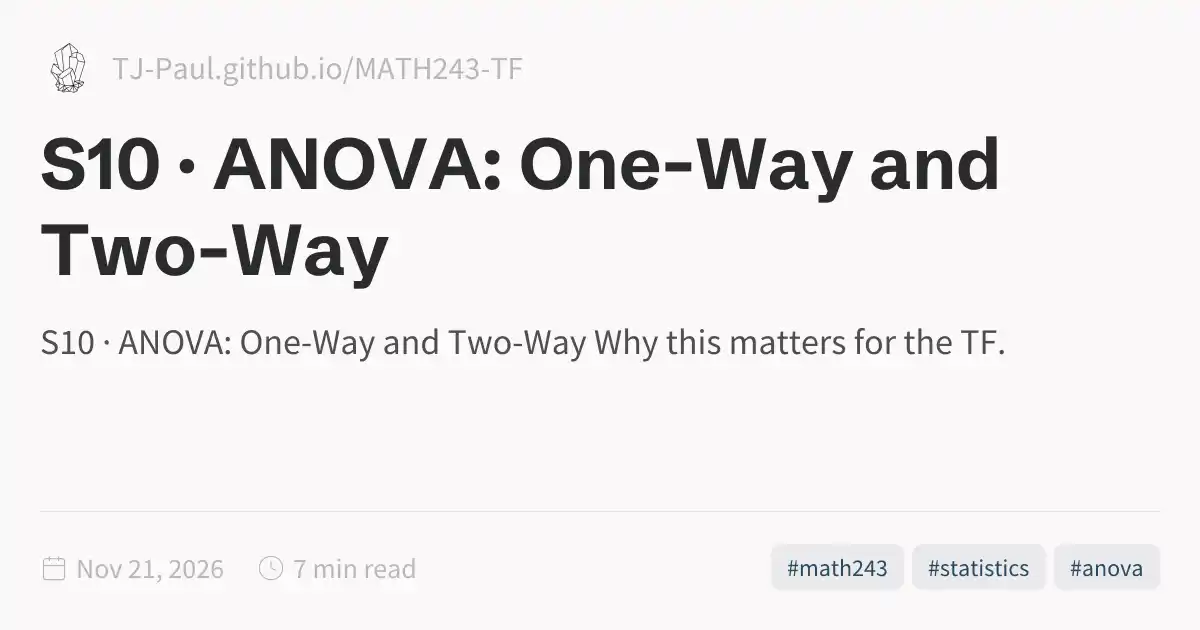 TJ-Paul.github.io/MATH243-TF
S10 · ANOVA: One-Way and
Two-Way
S10 · ANOVA: One-Way and Two-Way Why this matters for the TF.
Nov 21, 2026
7 min read
#math243
#statistics
#anova